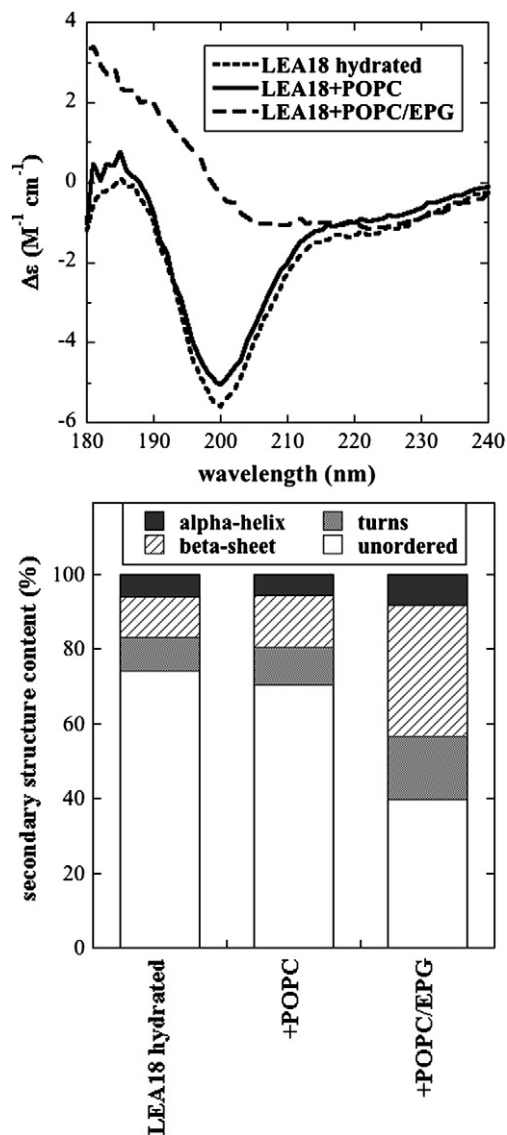 4
2
0
-2
-4
-6
Δε (M⁻¹ cm⁻¹)
LEA18 hydrated
LEA18+POPC
LEA18+POPC/EPG
180 190 200 210 220 230 240
wavelength (nm)
alpha-helix turns
beta-sheet unordered
100
80
60
40
20
0
secondary structure content (%)
LEA18 hydrated
+POPC
+POPC/EPG